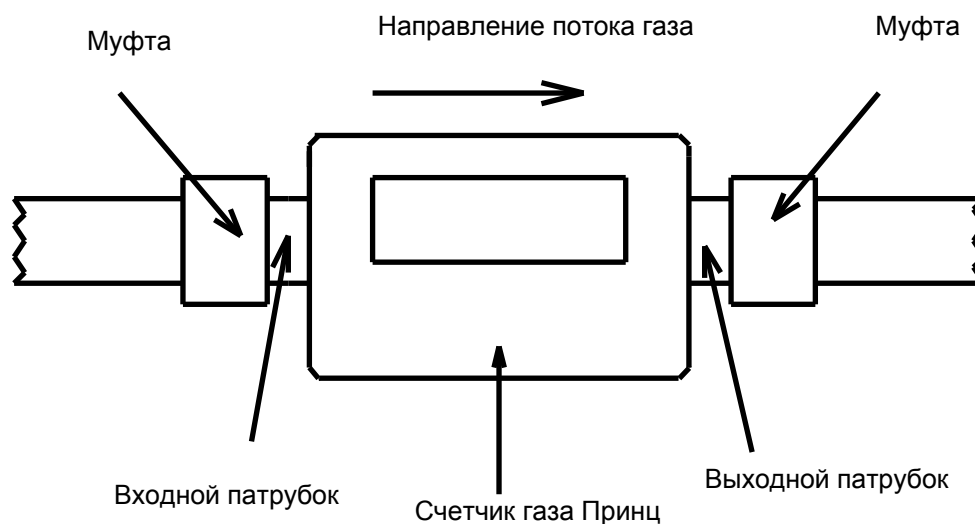 Направление потока газа
Муфта
Муфта
Входной патрубок
Выходной патрубок
Счетчик газа Принц